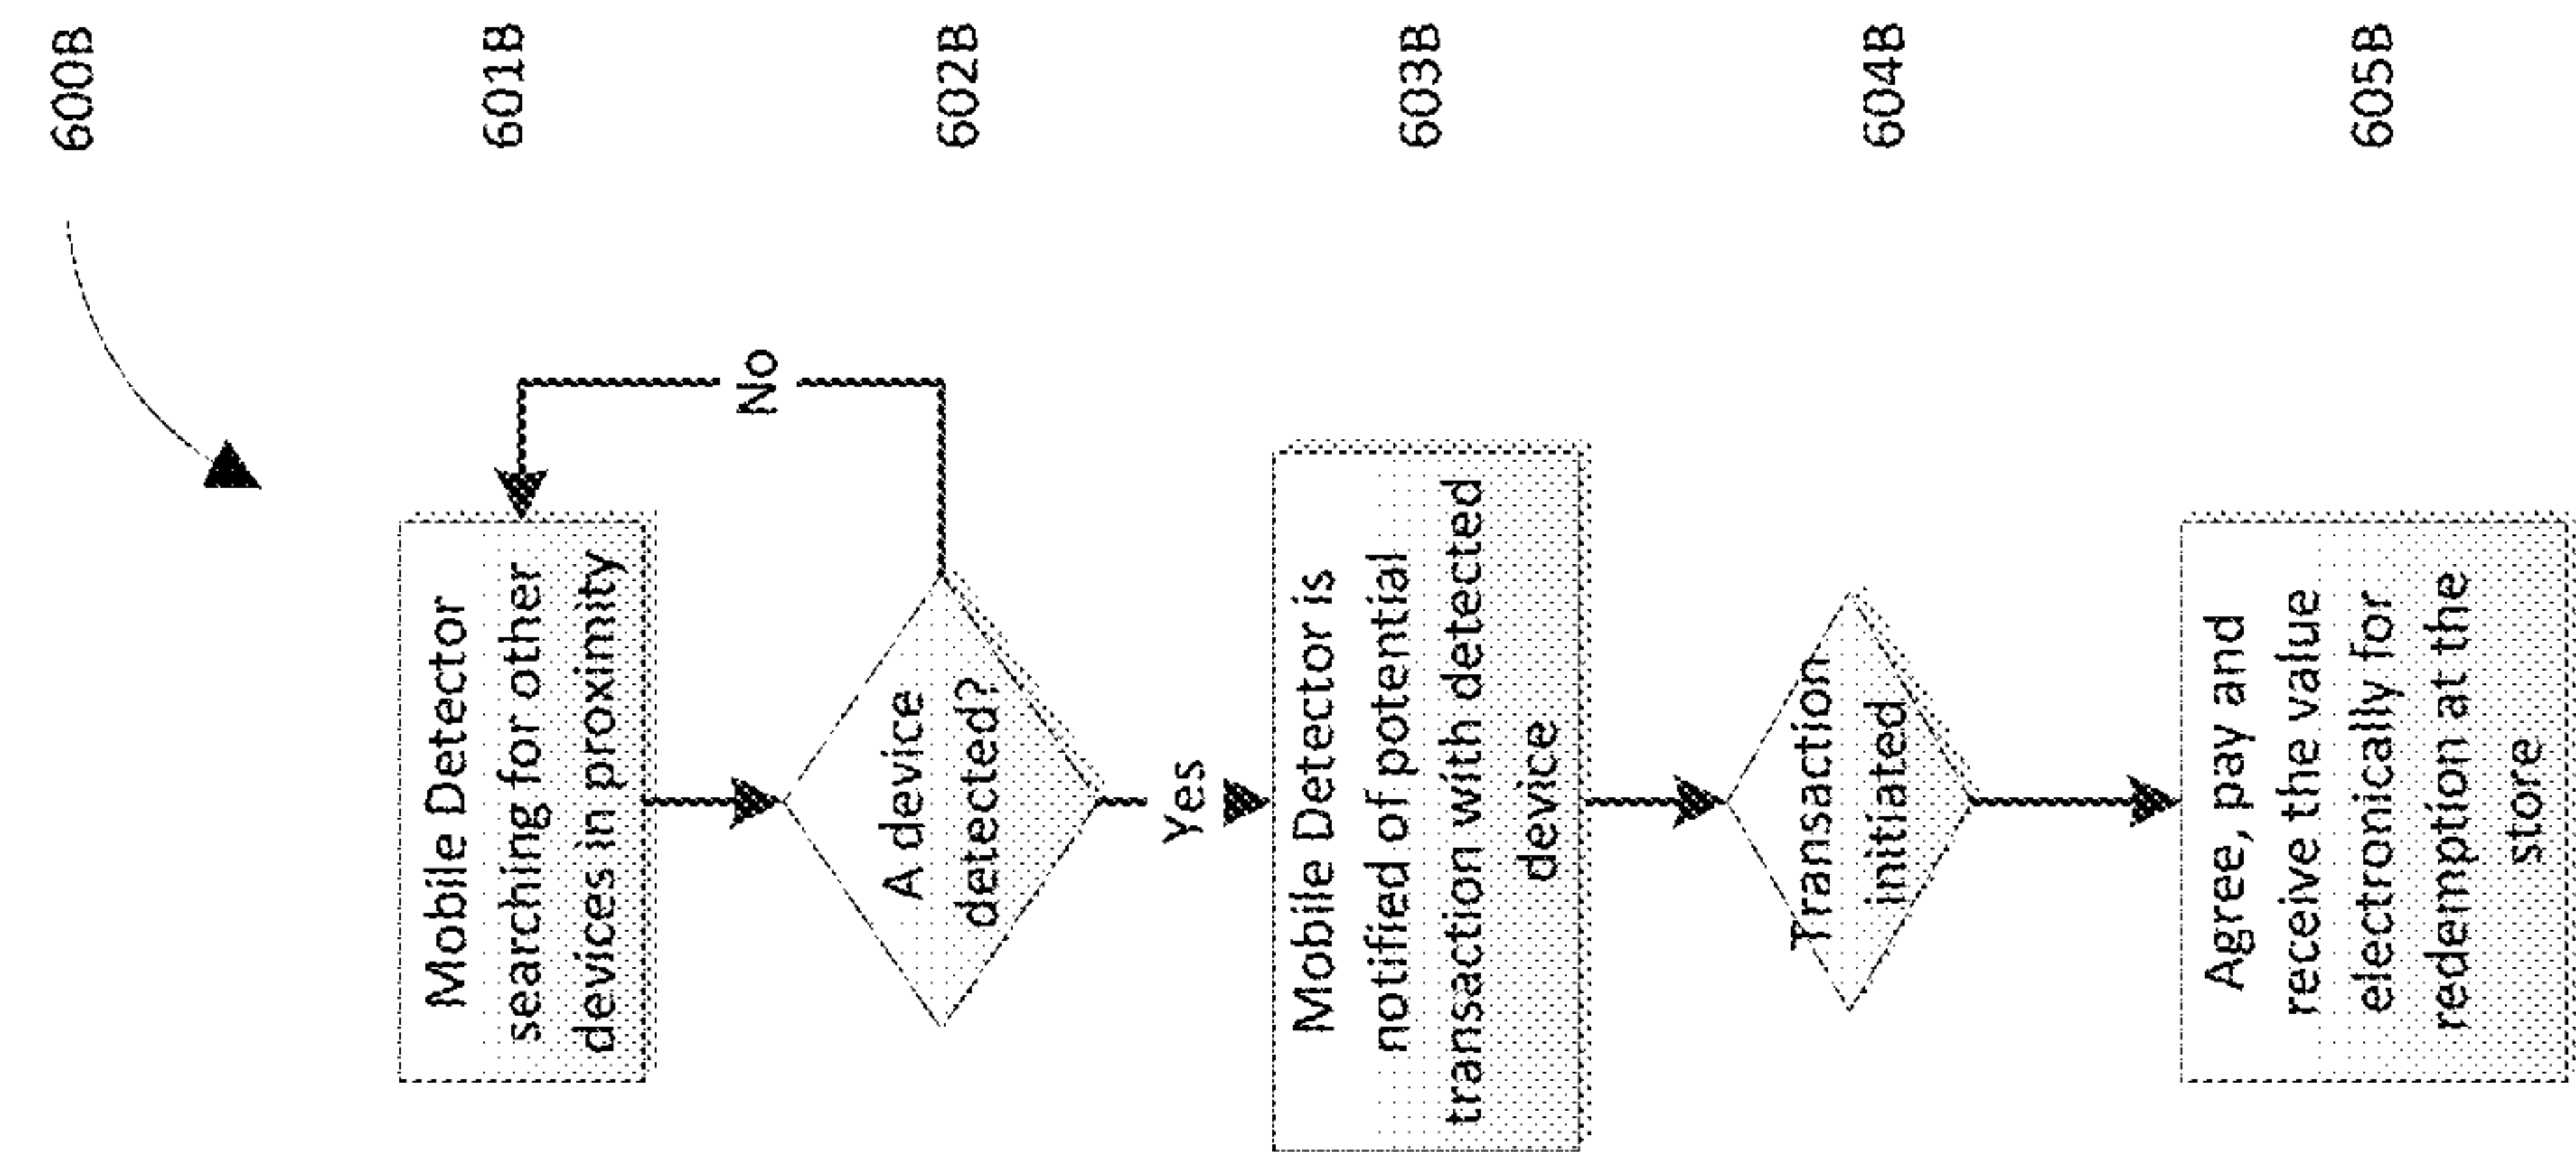 600B
601B
Mobile Detector
searching for other
devices in proximity
No
602B
A device
detected?
Yes
603B
Mobile Detector is
notified of potential
transaction with detected
device
604B
Transaction
initiated
605B
Agree, pay and
receive the value
electronically for
redemption at the
store